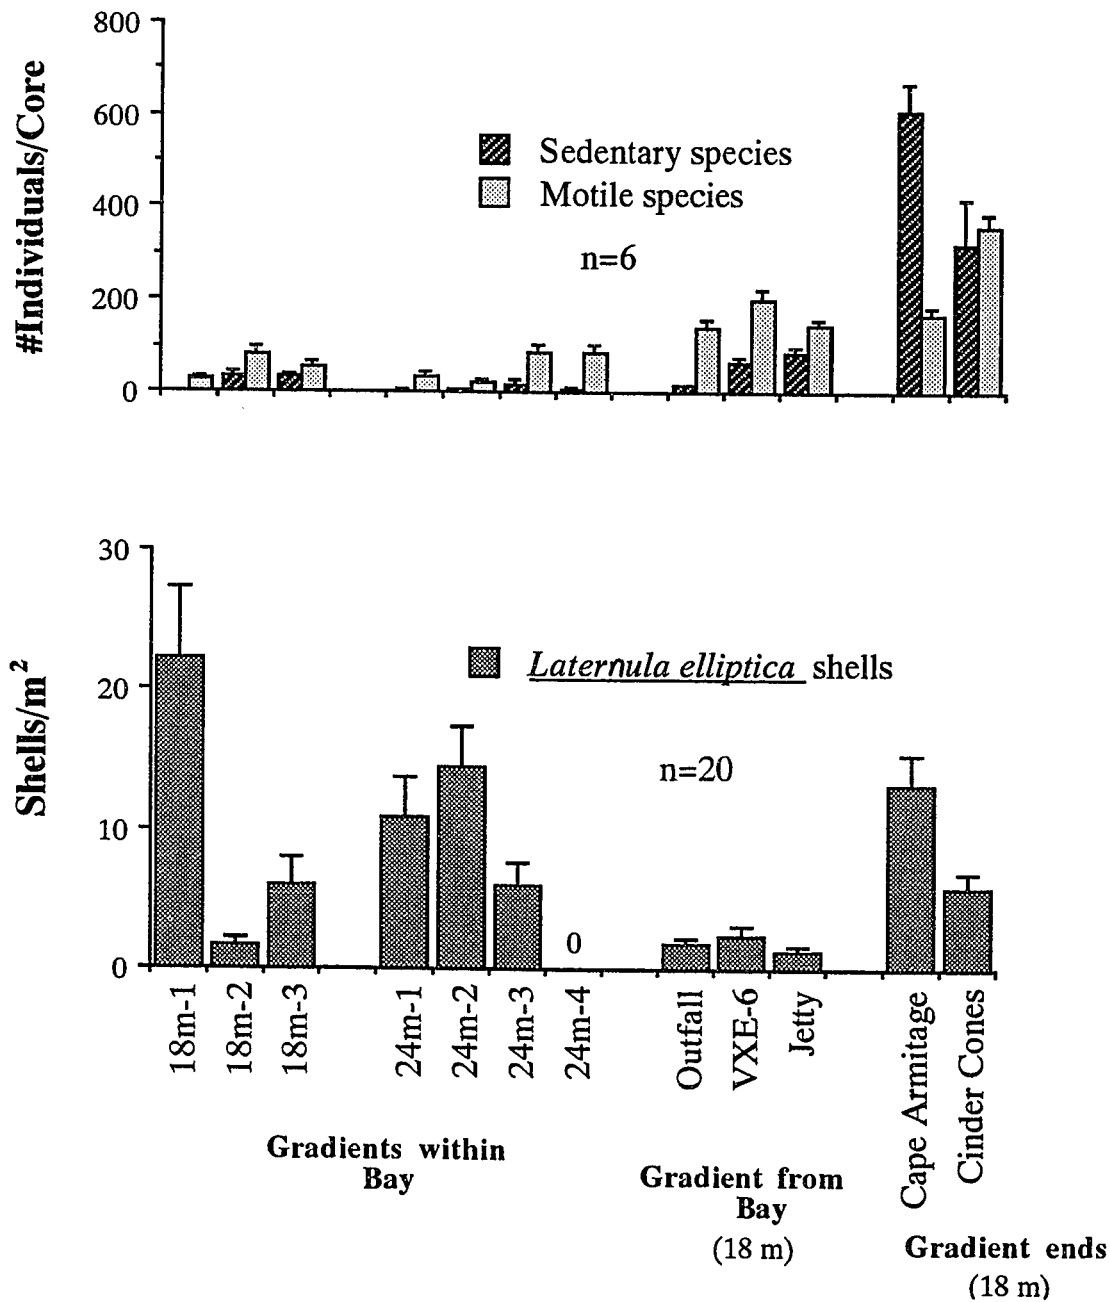 800
600
400
200
0
#Individuals/Core
Sedentary species
Motile species
n=6
30
20
10
0
Shells/m²
Laternula elliptica shells
n=20
0
18m-1
18m-2
18m-3
24m-1
24m-2
24m-3
24m-4
Outfall
VXE-6
Jetty
Cape Armitage
Cinder Cones
Gradients within
Bay
Gradient from
Bay
(18 m)
Gradient ends
(18 m)